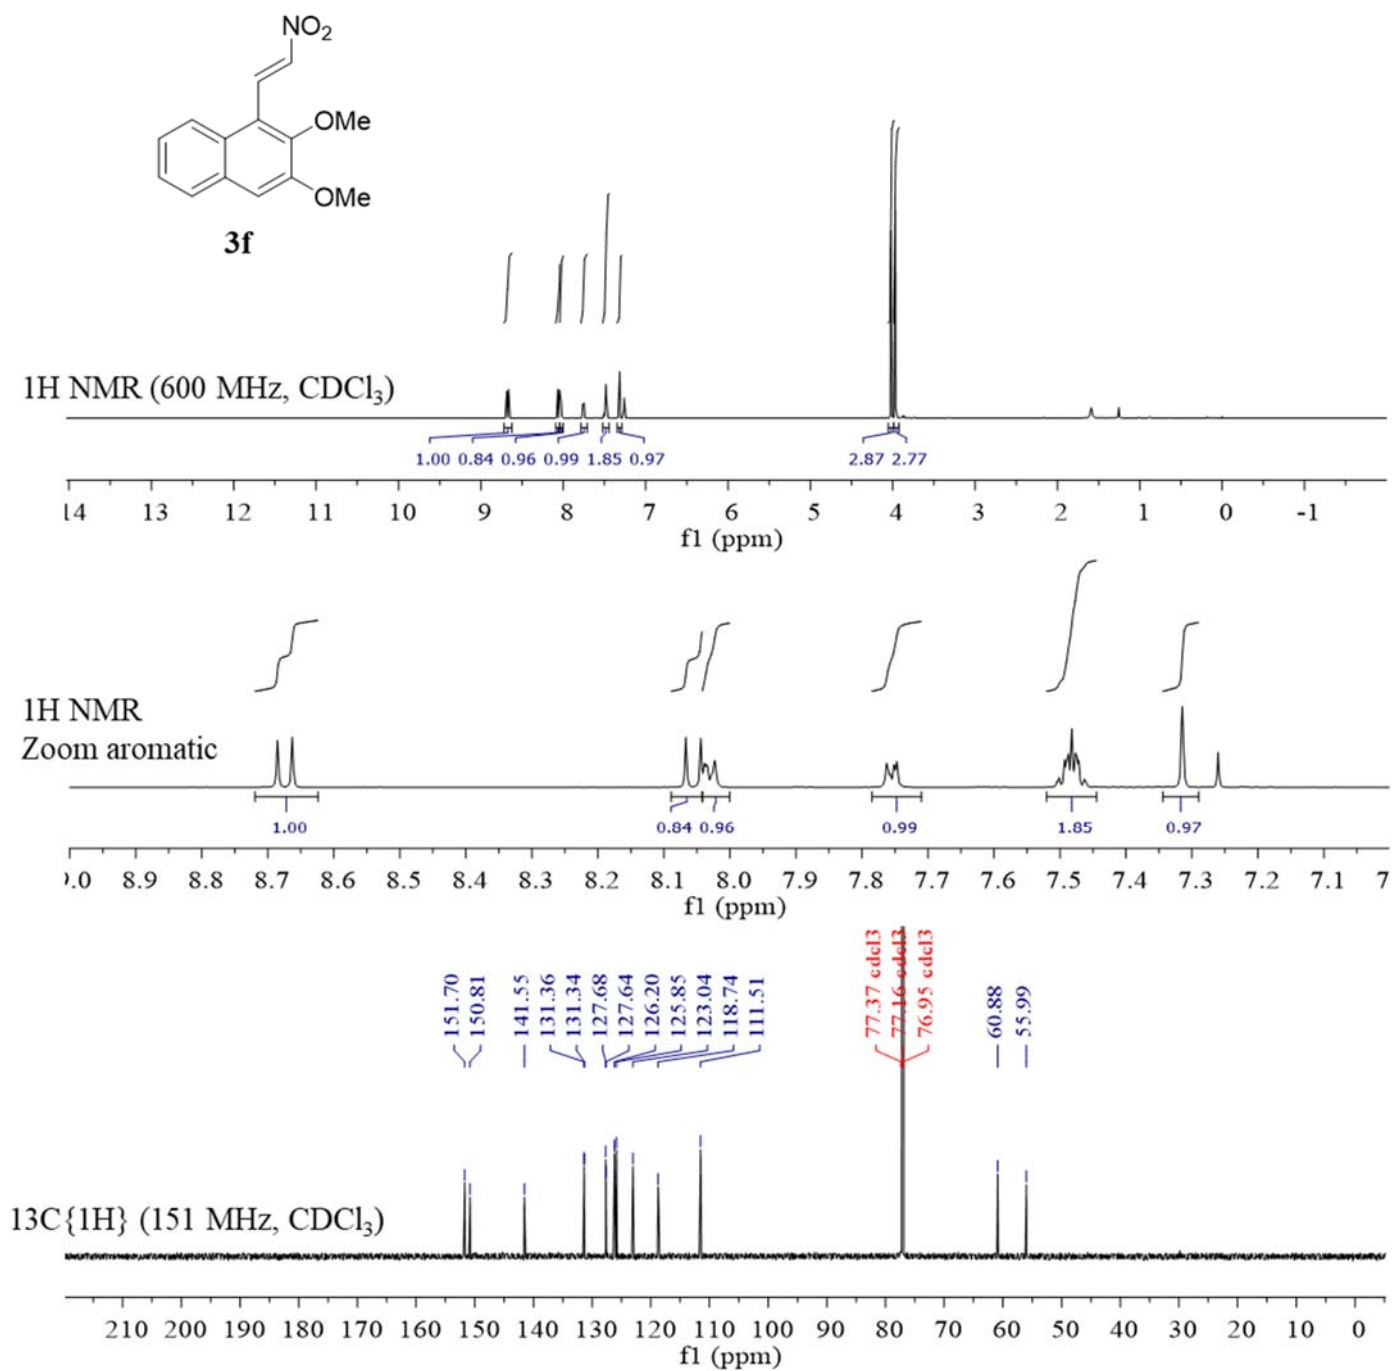 NO2
OMe
OMe
3f
1H NMR (600 MHz, CDCl3)
1.00 0.84 0.96 0.99 1.85 0.97 2.87 2.77
14 13 12 11 10 9 8 7 6 5 4 3 2 1 0 -1
f1 (ppm)
1H NMR
Zoom aromatic
1.00 0.84 0.96 0.99 1.85 0.97
9.0 8.9 8.8 8.7 8.6 8.5 8.4 8.3 8.2 8.1 8.0 7.9 7.8 7.7 7.6 7.5 7.4 7.3 7.2 7.1 7
f1 (ppm)
151.70
150.81
141.55
131.36
131.34
127.68
127.64
126.20
125.85
123.04
118.74
111.51
77.37 cdcl3
77.16 cdcl3
76.95 cdcl3
60.88
55.99
13C{1H} (151 MHz, CDCl3)
210 200 190 180 170 160 150 140 130 120 110 100 90 80 70 60 50 40 30 20 10 0
f1 (ppm)